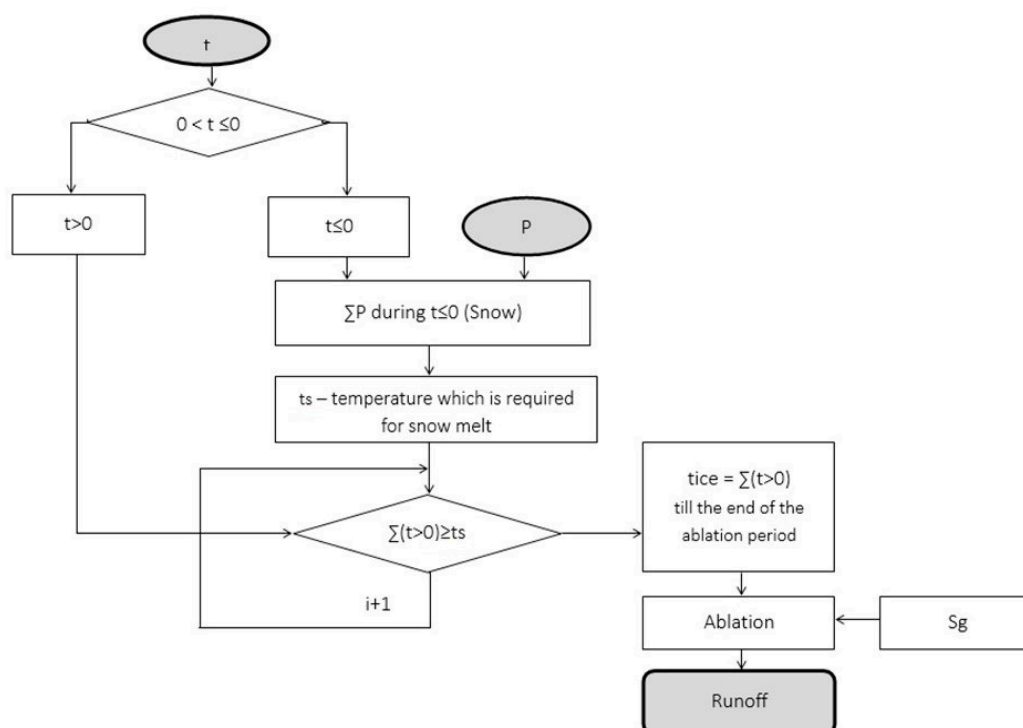 t
0 < t ≤0
t>0
t≤0
P
∑P during t≤0 (Snow)
ts – temperature which is required
for snow melt
tice = ∑(t>0)
till the end of the
ablation period
∑(t>0)≥ts
i+1
Ablation
Sg
Runoff